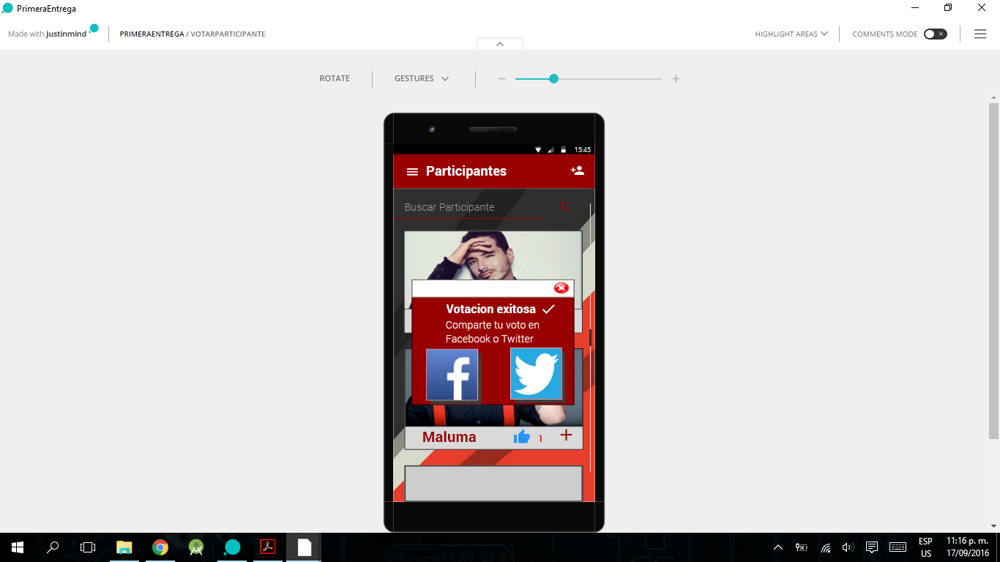 PrimeraEntrega
Made with Justinmind
PRIMERAENTREGA / VOTARPARTICIPANTE
HIGHLIGHT AREAS
COMMENTS MODE
ROTATE
GESTURES
15:45
Participantes
Buscar Participante
Votacion exitosa
Comparte tu voto en
Facebook o Twitter
Maluma
1
ESP
US
11:16 p. m.
17/09/2016